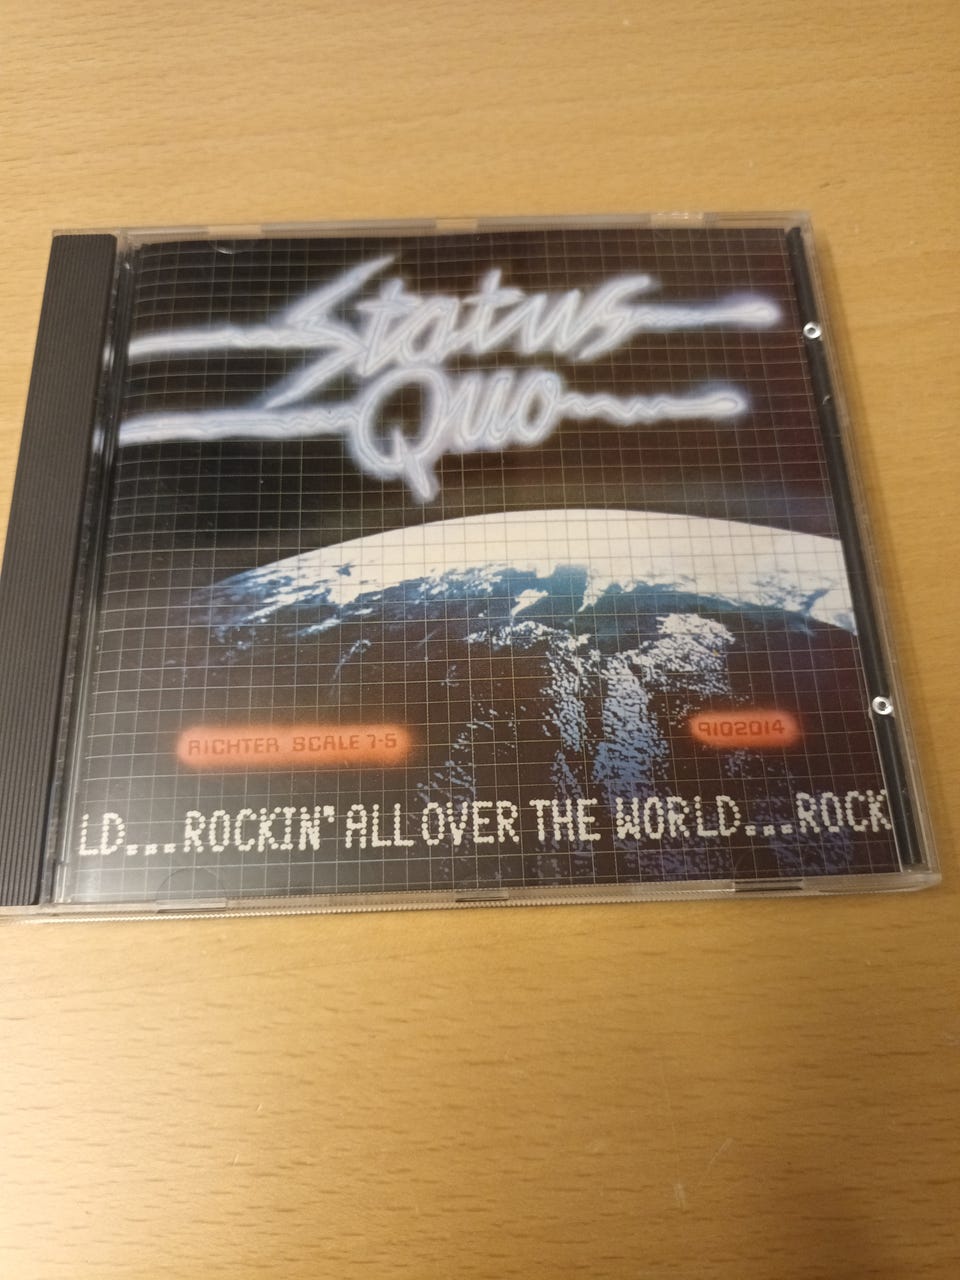 Status
Quo
RICHTER SCALE 7·5
9102014
LD...ROCKIN' ALL OVER THE WORLD...ROCK